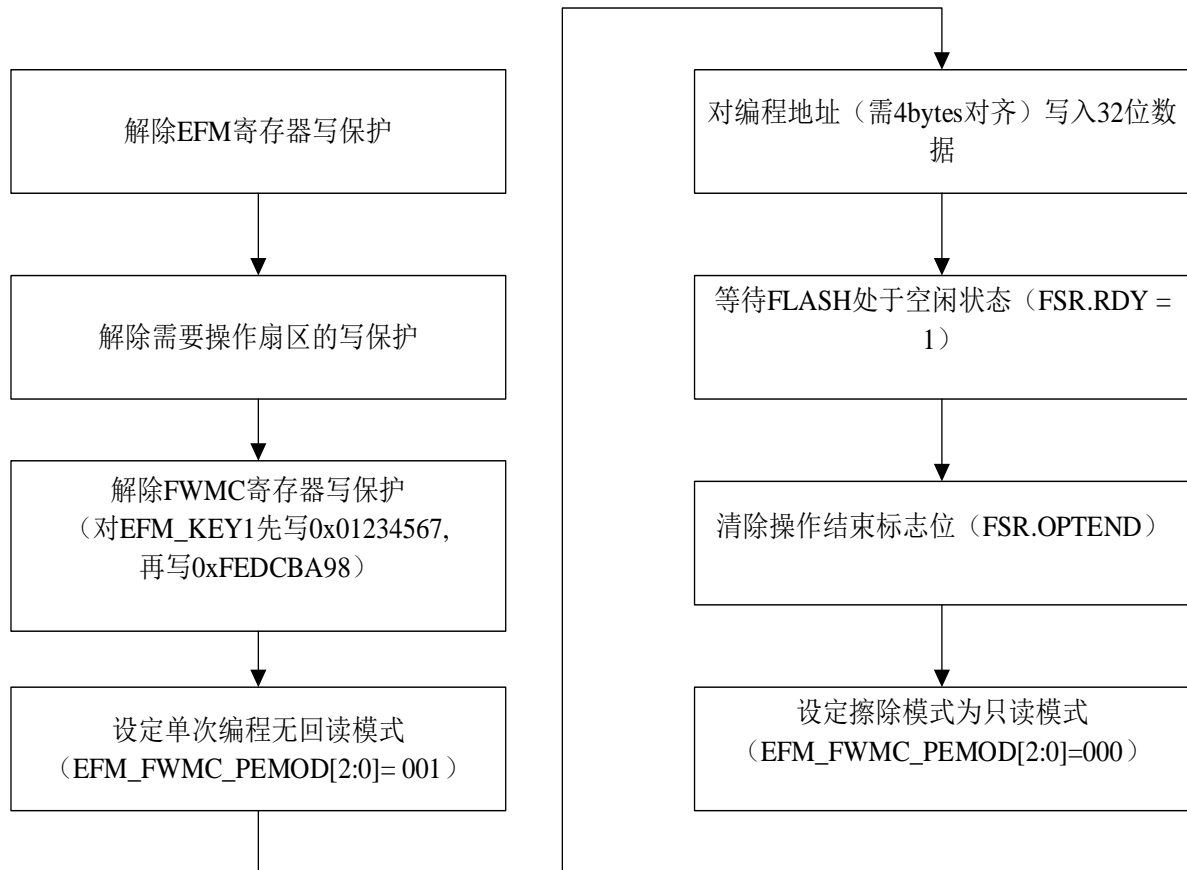 解除EFM寄存器写保护
解除需要操作扇区的写保护
解除FWMC寄存器写保护
（对EFM_KEY1先写0x01234567,
再写0xFEDCBA98）
设定单次编程无回读模式
（EFM_FWMC_PEMOD[2:0]= 001）
对编程地址（需4bytes对齐）写入32位数
据
等待FLASH处于空闲状态（FSR.RDY =
1）
清除操作结束标志位（FSR.OPTEND）
设定擦除模式为只读模式
（EFM_FWMC_PEMOD[2:0]=000）